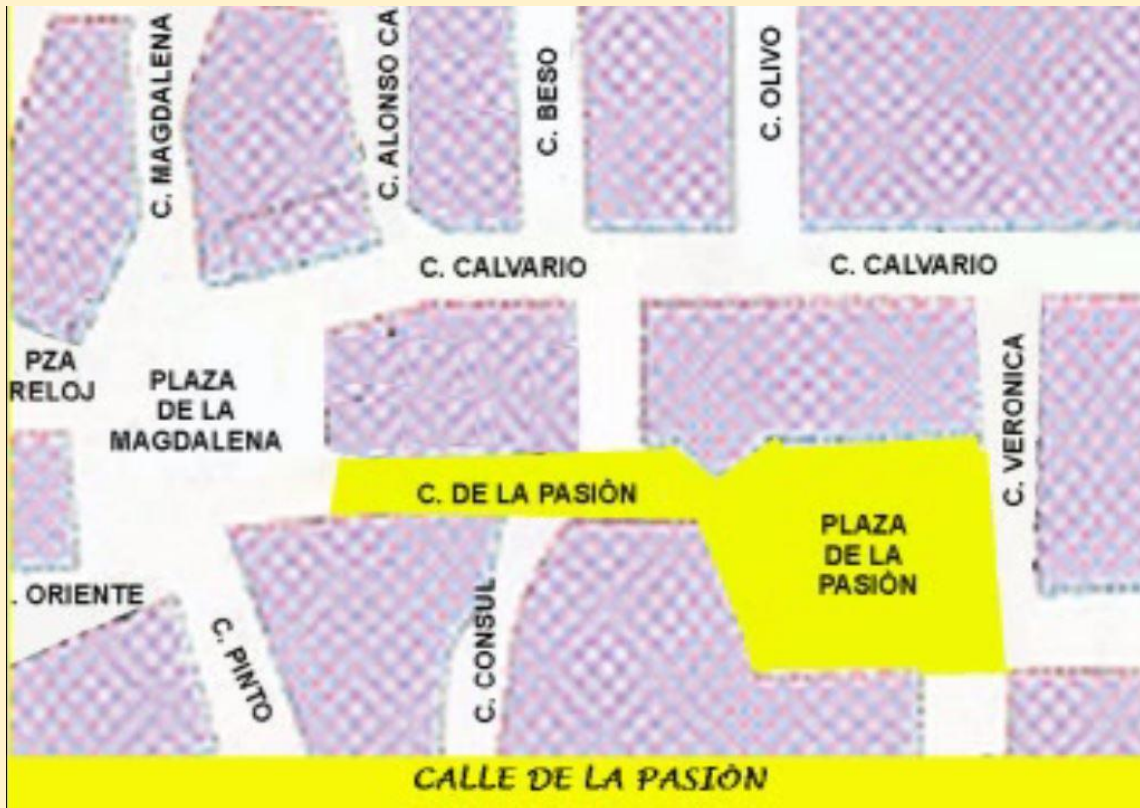 C. MAGDALENA
C. ALONSO CA
C. BESO
C. OLIVO
C. CALVARIO
C. CALVARIO
PZA
RELOJ
PLAZA
DE LA
MAGDALENA
C. VERONICA
C. DE LA PASIÓN
PLAZA
DE LA
PASIÓN
. ORIENTE
C. PINTO
C. CONSUL
CALLE DE LA PASIÓN